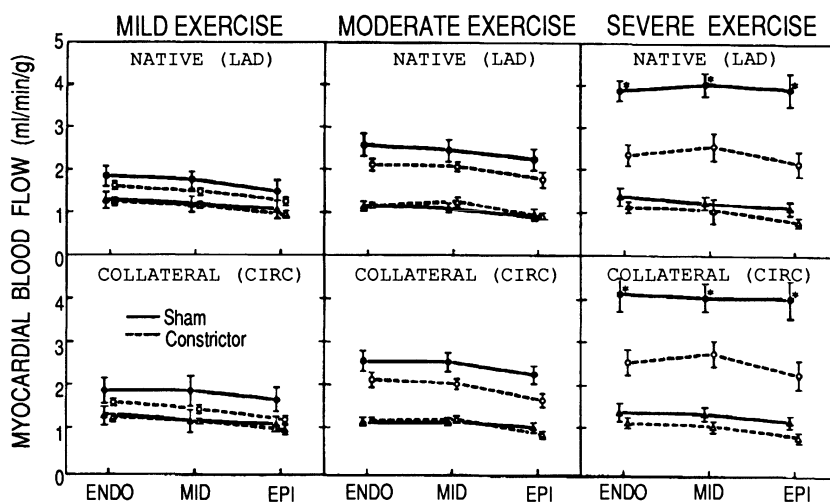 MILD EXERCISE MODERATE EXERCISE SEVERE EXERCISE
NATIVE (LAD) NATIVE (LAD) NATIVE (LAD)
MYOCARDIAL BLOOD FLOW (ml/min/g)
5
4
3
2
1
0
* * *
COLLATERAL (CIRC) COLLATERAL (CIRC) COLLATERAL (CIRC)
4
3
2
1
0
* * *
Sham
Constrictor
ENDO MID EPI ENDO MID EPI ENDO MID EPI